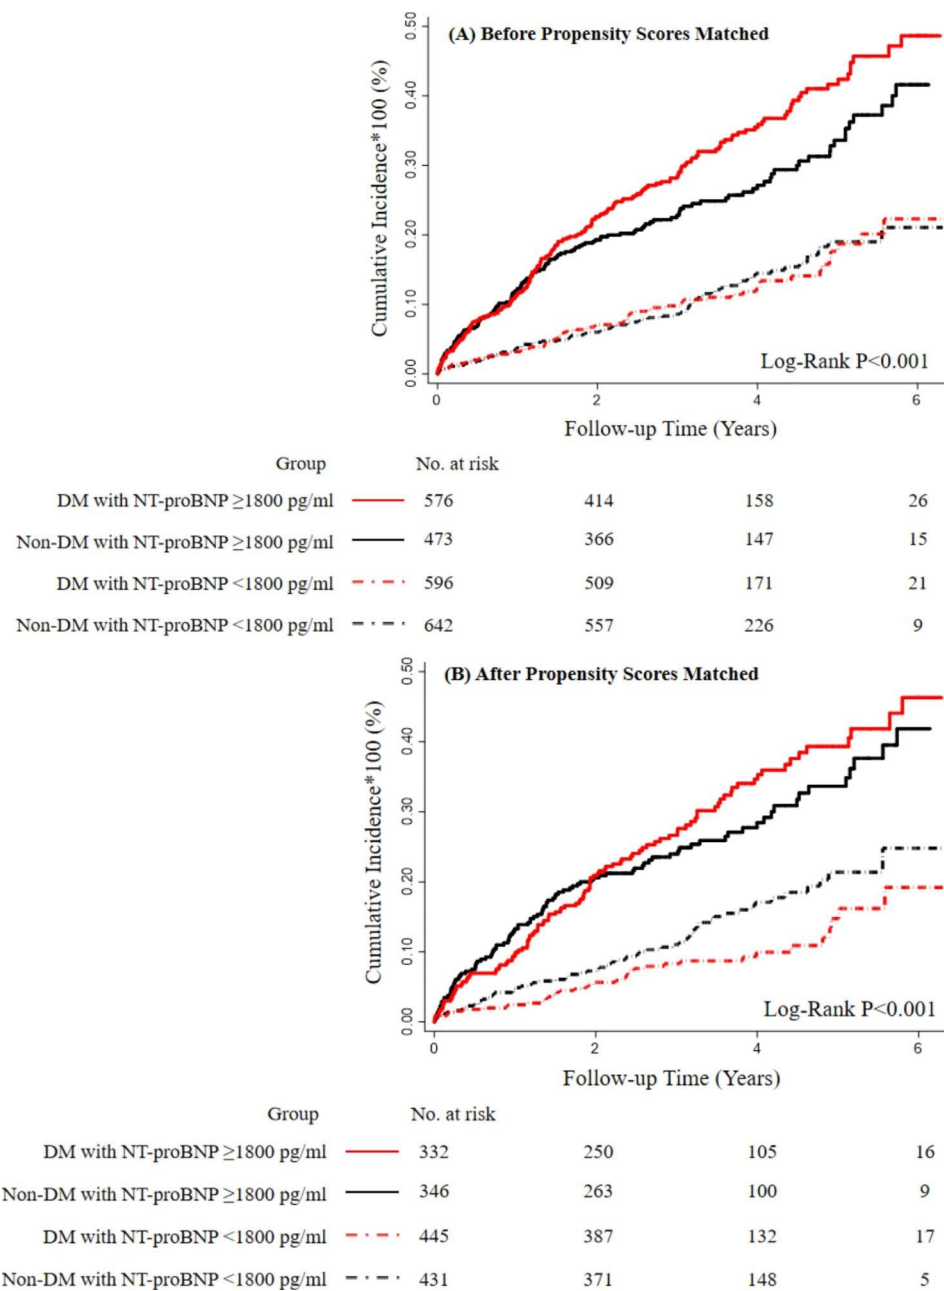 (A) Before Propensity Scores Matched
Cumulative Incidence*100 (%)
0.50
0.40
0.30
0.20
0.10
0.00
Log-Rank P<0.001
0 2 4 6
Follow-up Time (Years)
Group No. at risk
DM with NT-proBNP ≥1800 pg/ml 576 414 158 26
Non-DM with NT-proBNP ≥1800 pg/ml 473 366 147 15
DM with NT-proBNP <1800 pg/ml 596 509 171 21
Non-DM with NT-proBNP <1800 pg/ml 642 557 226 9
(B) After Propensity Scores Matched
Cumulative Incidence*100 (%)
0.50
0.40
0.30
0.20
0.10
0.00
Log-Rank P<0.001
0 2 4 6
Follow-up Time (Years)
Group No. at risk
DM with NT-proBNP ≥1800 pg/ml 332 250 105 16
Non-DM with NT-proBNP ≥1800 pg/ml 346 263 100 9
DM with NT-proBNP <1800 pg/ml 445 387 132 17
Non-DM with NT-proBNP <1800 pg/ml 431 371 148 5